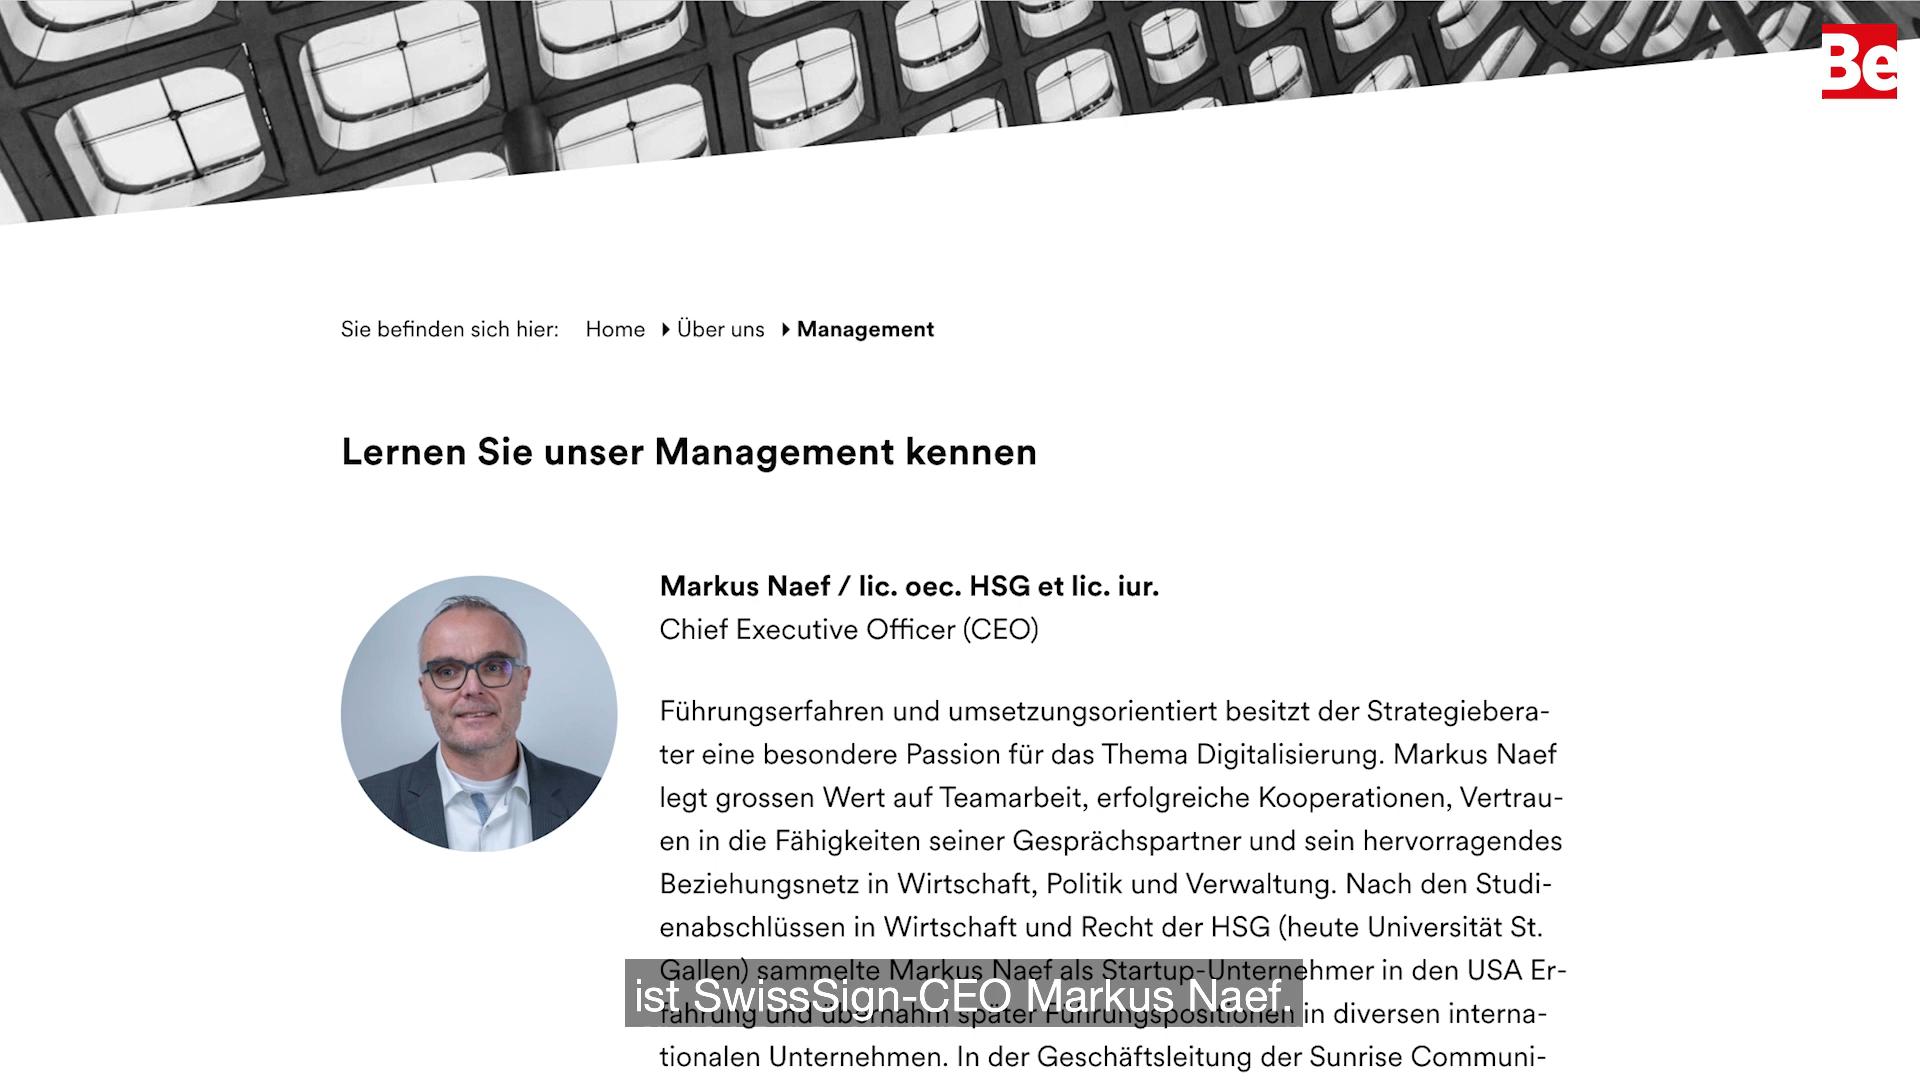 Be
Sie befinden sich hier: Home Über uns Management
Lernen Sie unser Management kennen
Markus Naef / lic. oec. HSG et lic. iur.
Chief Executive Officer (CEO)
Führungserfahren und umsetzungsorientiert besitzt der Strategiebera-
ter eine besondere Passion für das Thema Digitalisierung. Markus Naef
legt grossen Wert auf Teamarbeit, erfolgreiche Kooperationen, Vertrau-
en in die Fähigkeiten seiner Gesprächspartner und sein hervorragendes
Beziehungsnetz in Wirtschaft, Politik und Verwaltung. Nach den Studi-
enabschlüssen in Wirtschaft und Recht der HSG (heute Universität St.
Gallen) sammelte Markus Naef als Startup-Unternehmer in den USA Er-
ist SwissSign-CEO Markus Naef.
fahrung und übernahm später Führungspositionen in diversen interna-
tionalen Unternehmen. In der Geschäftsleitung der Sunrise Communi-